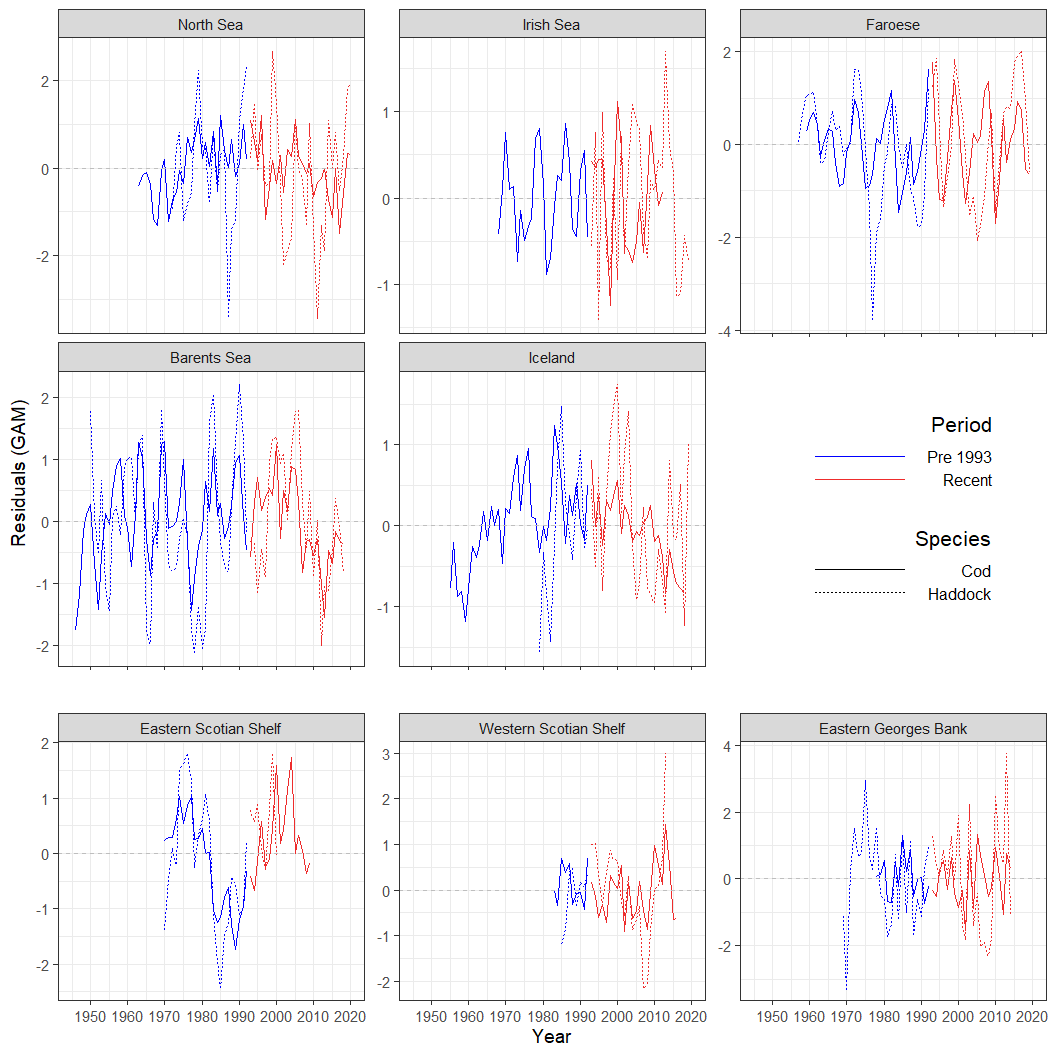 North Sea
Irish Sea
Faroese
2
0
-2
1
0
-1
2
0
-2
-4
Barents Sea
Iceland
2
1
0
-1
-2
1
0
-1
Residuals (GAM)
Period
Pre 1993
Recent
Species
Cod
Haddock
Eastern Scotian Shelf
Western Scotian Shelf
Eastern Georges Bank
2
1
0
-1
-2
3
2
1
0
-1
-2
4
2
0
-2
1950 1960 1970 1980 1990 2000 2010 2020
1950 1960 1970 1980 1990 2000 2010 2020
1950 1960 1970 1980 1990 2000 2010 2020
Year